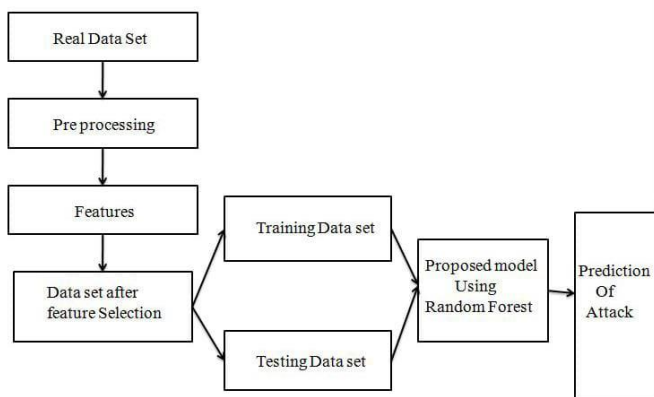 Real Data Set
Pre processing
Features
Data set after
feature Selection
Training Data set
Testing Data set
Proposed model
Using
Random Forest
Prediction
Of
Attack